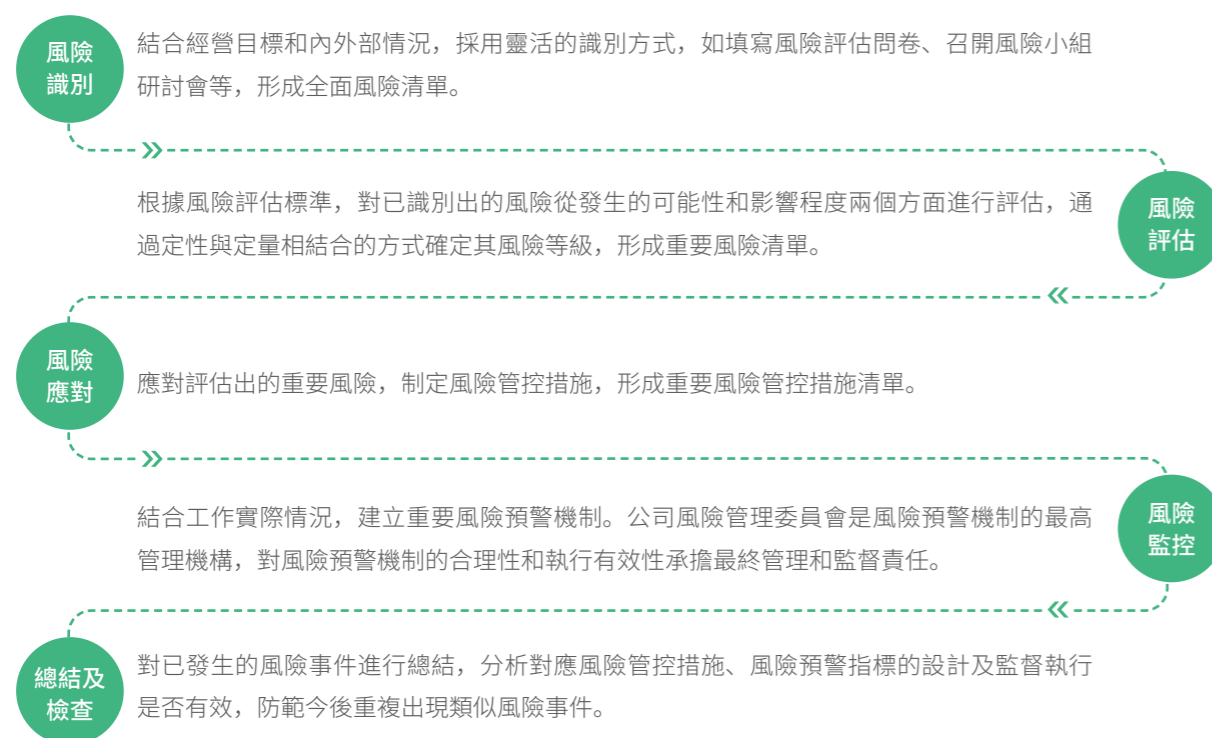 風險
識別
結合經營目標和內外部情況，採用靈活的識別方式，如填寫風險評估問卷、召開風險小組
研討會等，形成全面風險清單。
根據風險評估標準，對已識別出的風險從發生的可能性和影響程度兩個方面進行評估，通
過定性與定量相結合的方式確定其風險等級，形成重要風險清單。
風險
評估
風險
應對
應對評估出的重要風險，制定風險管控措施，形成重要風險管控措施清單。
結合工作實際情況，建立重要風險預警機制。公司風險管理委員會是風險預警機制的最高
管理機構，對風險預警機制的合理性和執行有效性承擔最終管理和監督責任。
風險
監控
總結及
檢查
對已發生的風險事件進行總結，分析對應風險管控措施、風險預警指標的設計及監督執行
是否有效，防範今後重複出現類似風險事件。